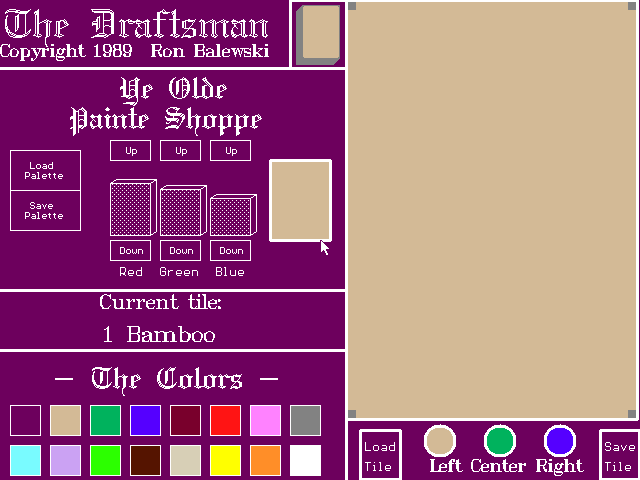 The Draftsman
Copyright 1989 Ron Balewski
Ye Olde
Painte Shoppe
Up Up Up
Load
Palette
Save
Palette
Down Down Down
Red Green Blue
Current tile:
1 Bamboo
- The Colors -
Load
Tile
Left Center Right
Save
Tile